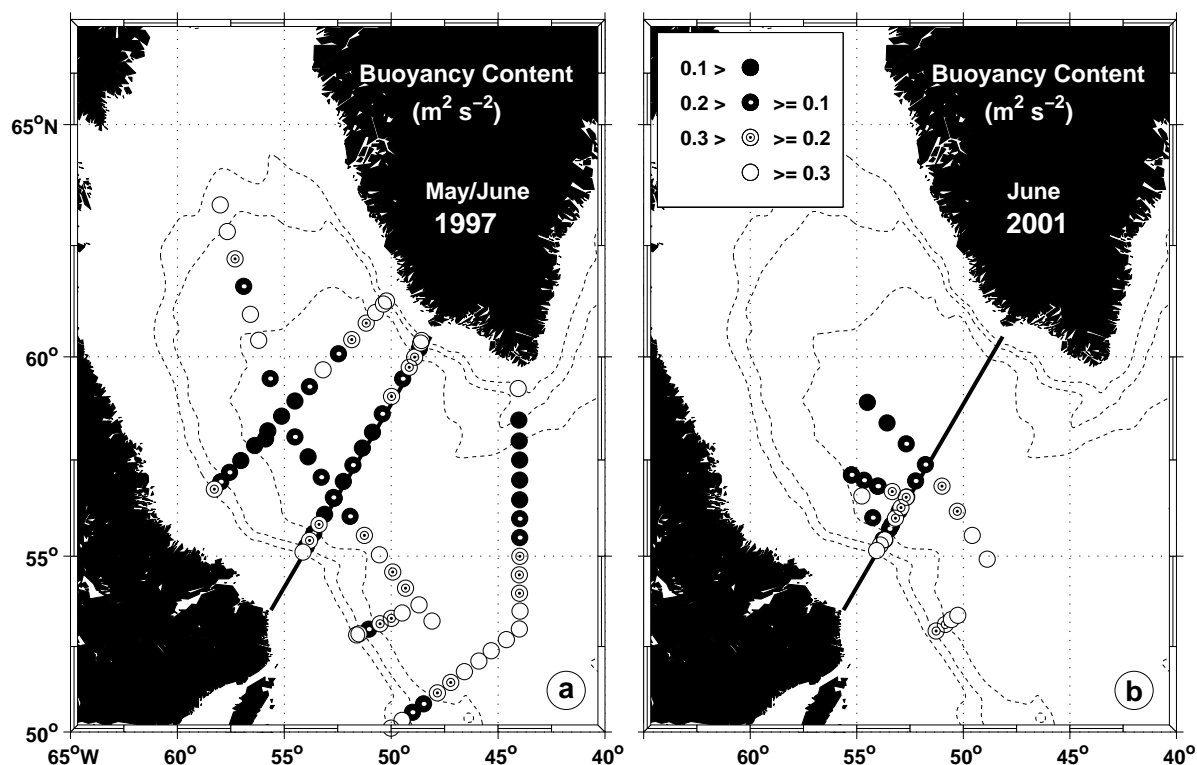 Buoyancy Content
(m² s⁻²)
May/June
1997
65°N
60°
55°
50°
65°W
60°
55°
50°
45°
40°
a
0.1 >
0.2 > >= 0.1
0.3 > >= 0.2
>= 0.3
Buoyancy Content
(m² s⁻²)
June
2001
60°
55°
50°
45°
40°
b